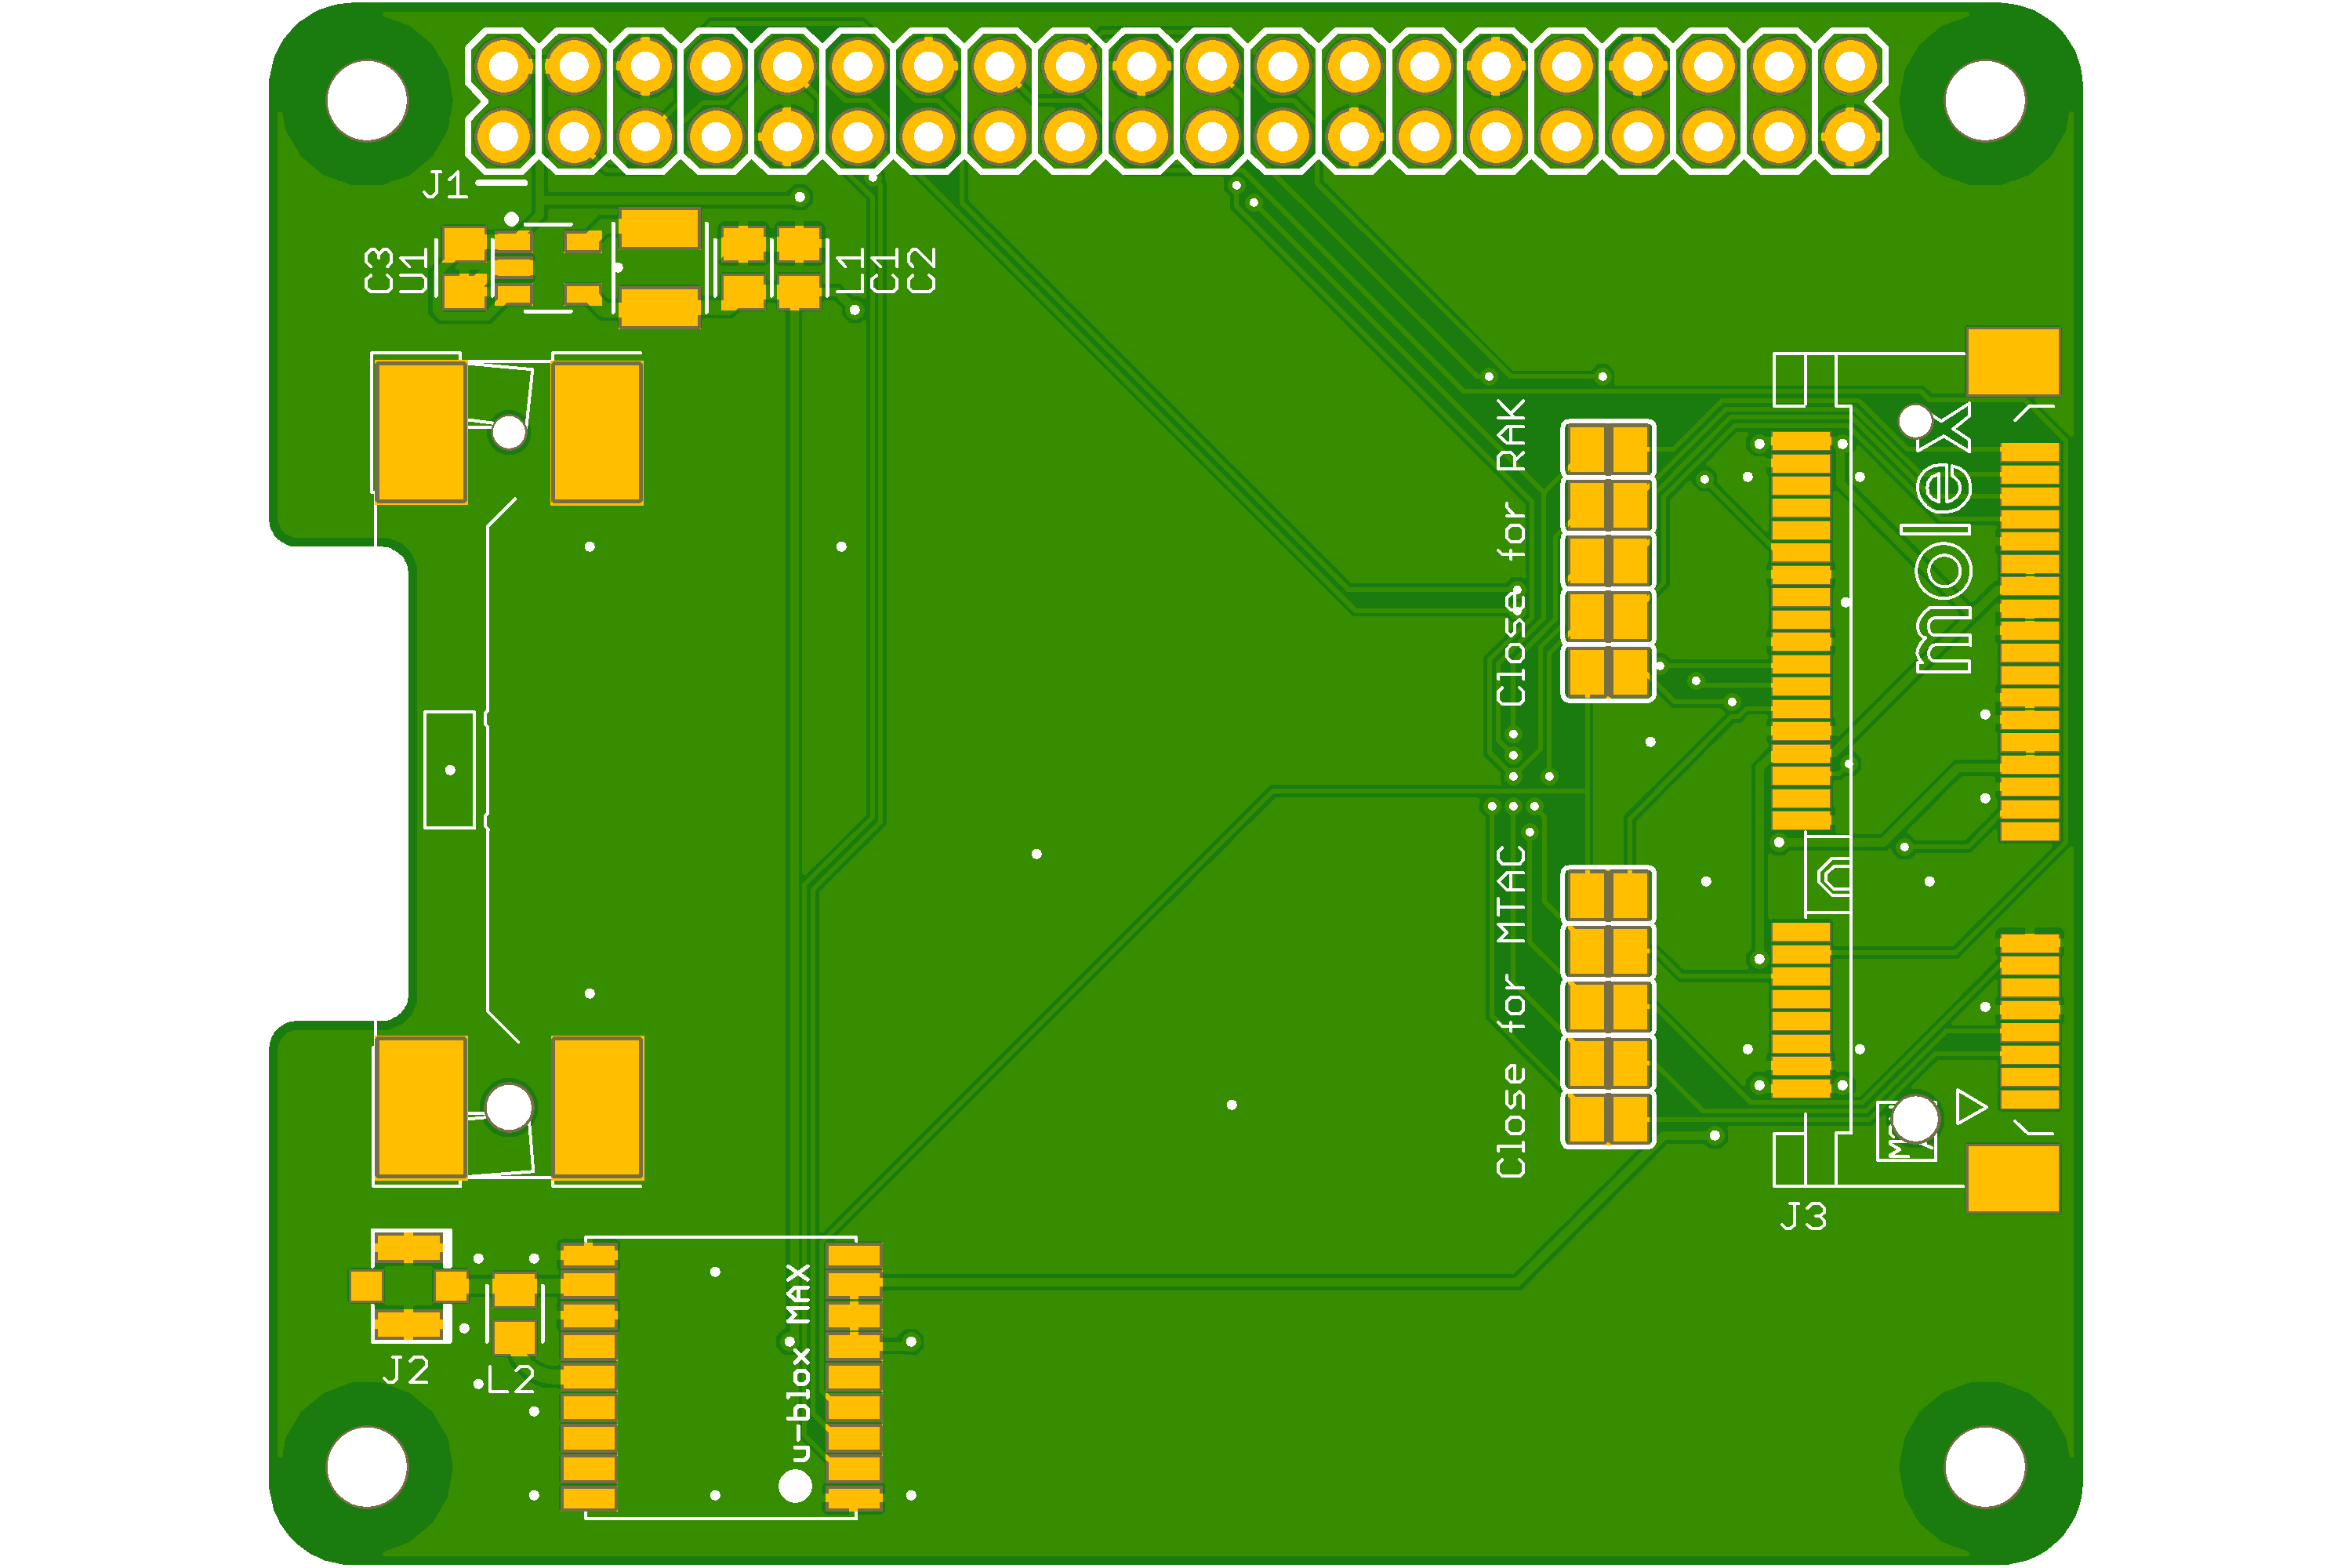 J1
C3
U1
L1
C1
C2
Close for RAK
molex
Close for MTAC
J3
u-blox MAX
J2
L2